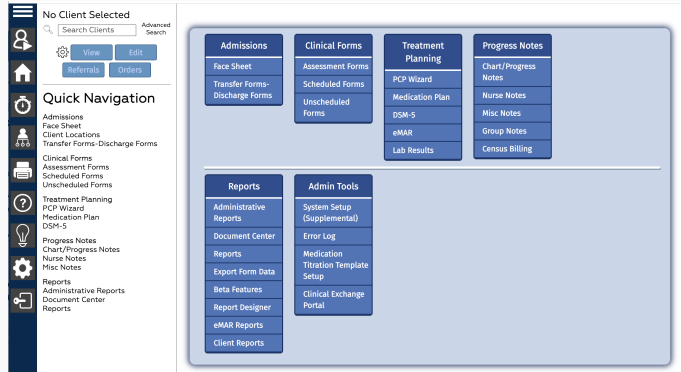 No Client Selected
Search Clients
Advanced
Search
View
Edit
Referrals
Orders
Quick Navigation
Admissions
Face Sheet
Client Locations
Transfer Forms-Discharge Forms
Clinical Forms
Assessment Forms
Scheduled Forms
Unscheduled Forms
Treatment Planning
PCP Wizard
Medication Plan
DSM-5
Progress Notes
Chart/Progress Notes
Nurse Notes
Misc Notes
Reports
Administrative Reports
Document Center
Reports
Admissions
Face Sheet
Transfer Forms-
Discharge Forms
Clinical Forms
Assessment Forms
Scheduled Forms
Unscheduled
Forms
Treatment
Planning
PCP Wizard
Medication Plan
DSM-5
eMAR
Lab Results
Progress Notes
Chart/Progress
Notes
Nurse Notes
Misc Notes
Group Notes
Census Billing
Reports
Administrative
Reports
Document Center
Reports
Export Form Data
Beta Features
Report Designer
eMAR Reports
Client Reports
Admin Tools
System Setup
(Supplemental)
Error Log
Medication
Titration Template
Setup
Clinical Exchange
Portal